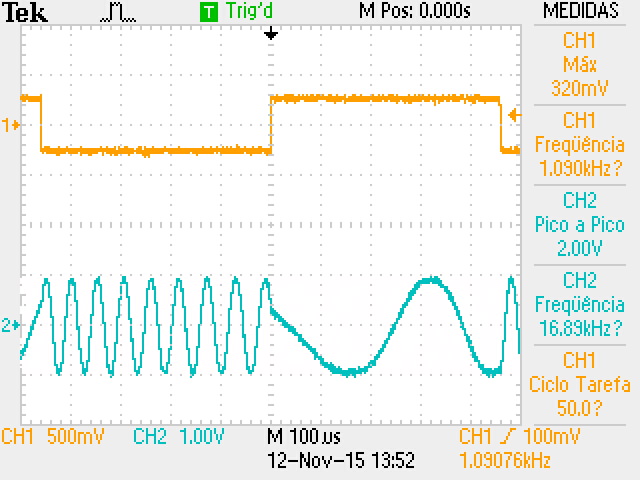 Tek T Trig'd M Pos: 0.000s MEDIDAS
CH1
Máx
320mV
1
CH1
Freqüência
1.090kHz?
CH2
Pico a Pico
2.00V
2
CH2
Freqüência
16.89kHz?
CH1
Ciclo Tarefa
50.0?
CH1 500mV CH2 1.00V M 100µs CH1 100mV
12-Nov-15 13:52 1.09076kHz